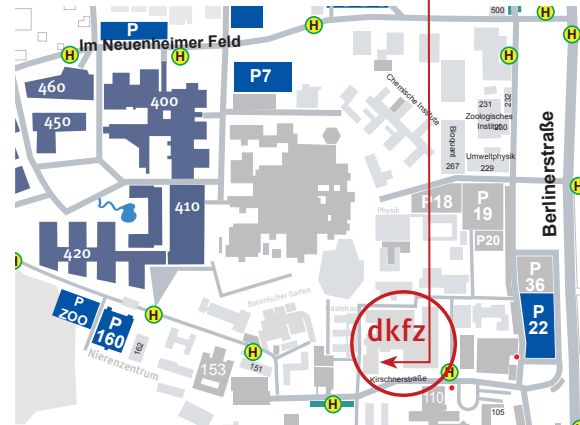 500
H
H
P
Im Neuenheimer Feld
H
H
H
P7
460
400
450
Chemische Institute
231
232
Zoologisches
Institut
230
Bioquant
267
Umweltphysik
229
Berlinerstraße
H
410
P18
P
19
Physik
P20
420
H
P
36
P
ZOO
P
160
H
Botanischer Garten
dkfz
P
22
162
Nierenzentrum
H
153
151
H
Kirschnerstraße
110
H
105
H